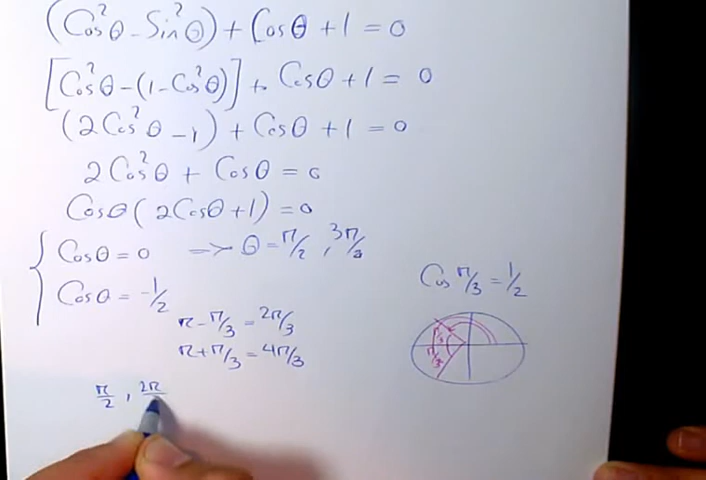 (Cos²θ - Sin²θ) + Cosθ + 1 = 0
[Cos²θ - (1 - Cos²θ)] + Cosθ + 1 = 0
(2Cos²θ - 1) + Cosθ + 1 = 0
2Cos²θ + Cosθ = 0
Cosθ (2Cosθ + 1) = 0
Cosθ = 0 -> θ = π/2 , 3π/2
Cosθ = -1/2
Cos π/3 = 1/2
π - π/3 = 2π/3
π + π/3 = 4π/3
π/3
π/3
π/2 , 2π/